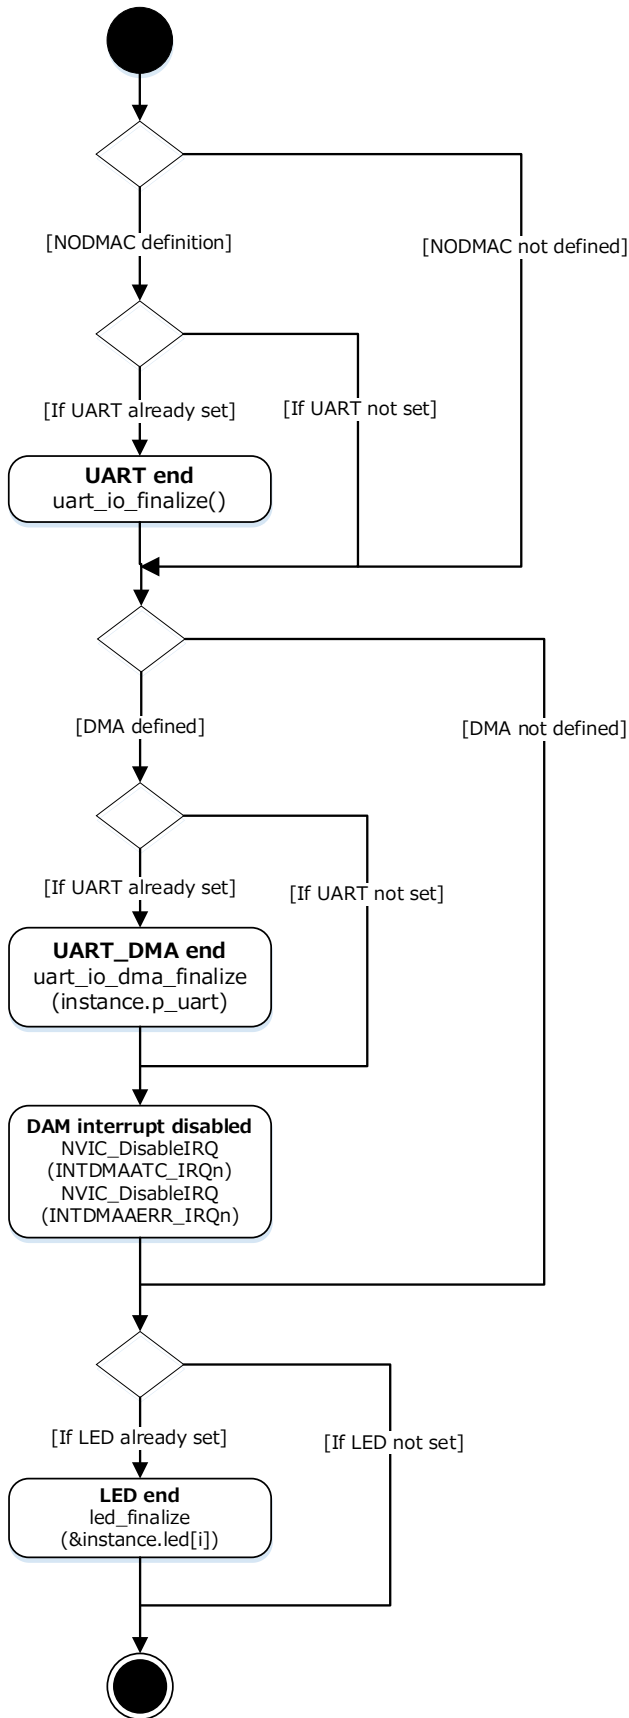 [NODMAC definition]
[NODMAC not defined]
[If UART already set]
[If UART not set]
UART end
uart_io_finalize()
[DMA defined]
[DMA not defined]
[If UART already set]
[If UART not set]
UART_DMA end
uart_io_dma_finalize
(instance.p_uart)
DAM interrupt disabled
NVIC_DisableIRQ
(INTDMAATC_IRQn)
NVIC_DisableIRQ
(INTDMAAERR_IRQn)
[If LED already set]
[If LED not set]
LED end
led_finalize
(&instance.led[i])